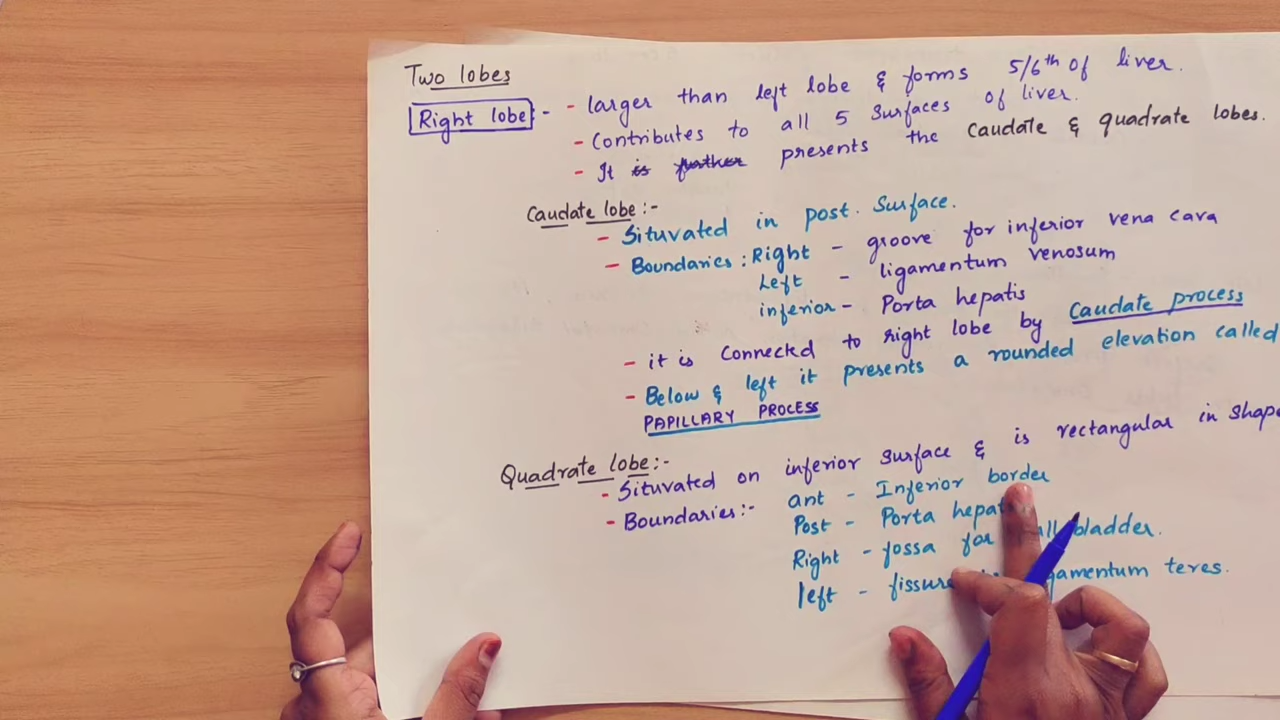 Two lobes
Right lobe :- - larger than left lobe & forms 5/6th of liver.
- Contributes to all 5 surfaces of liver.
- It is further presents the caudate & quadrate lobes.
Caudate lobe :-
- Situvated in post. surface.
- Boundaries : Right - groove for inferior vena cava
Left - ligamentum venosum
inferior - Porta hepatis
- it is connected to right lobe by Caudate process
- Below & left it presents a rounded elevation called
PAPILLARY PROCESS
Quadrate lobe :-
- Situvated on inferior surface & is rectangular in shape
- Boundaries :- ant - Inferior border
Post - Porta
Right - fossa for bladder.
left - teres.